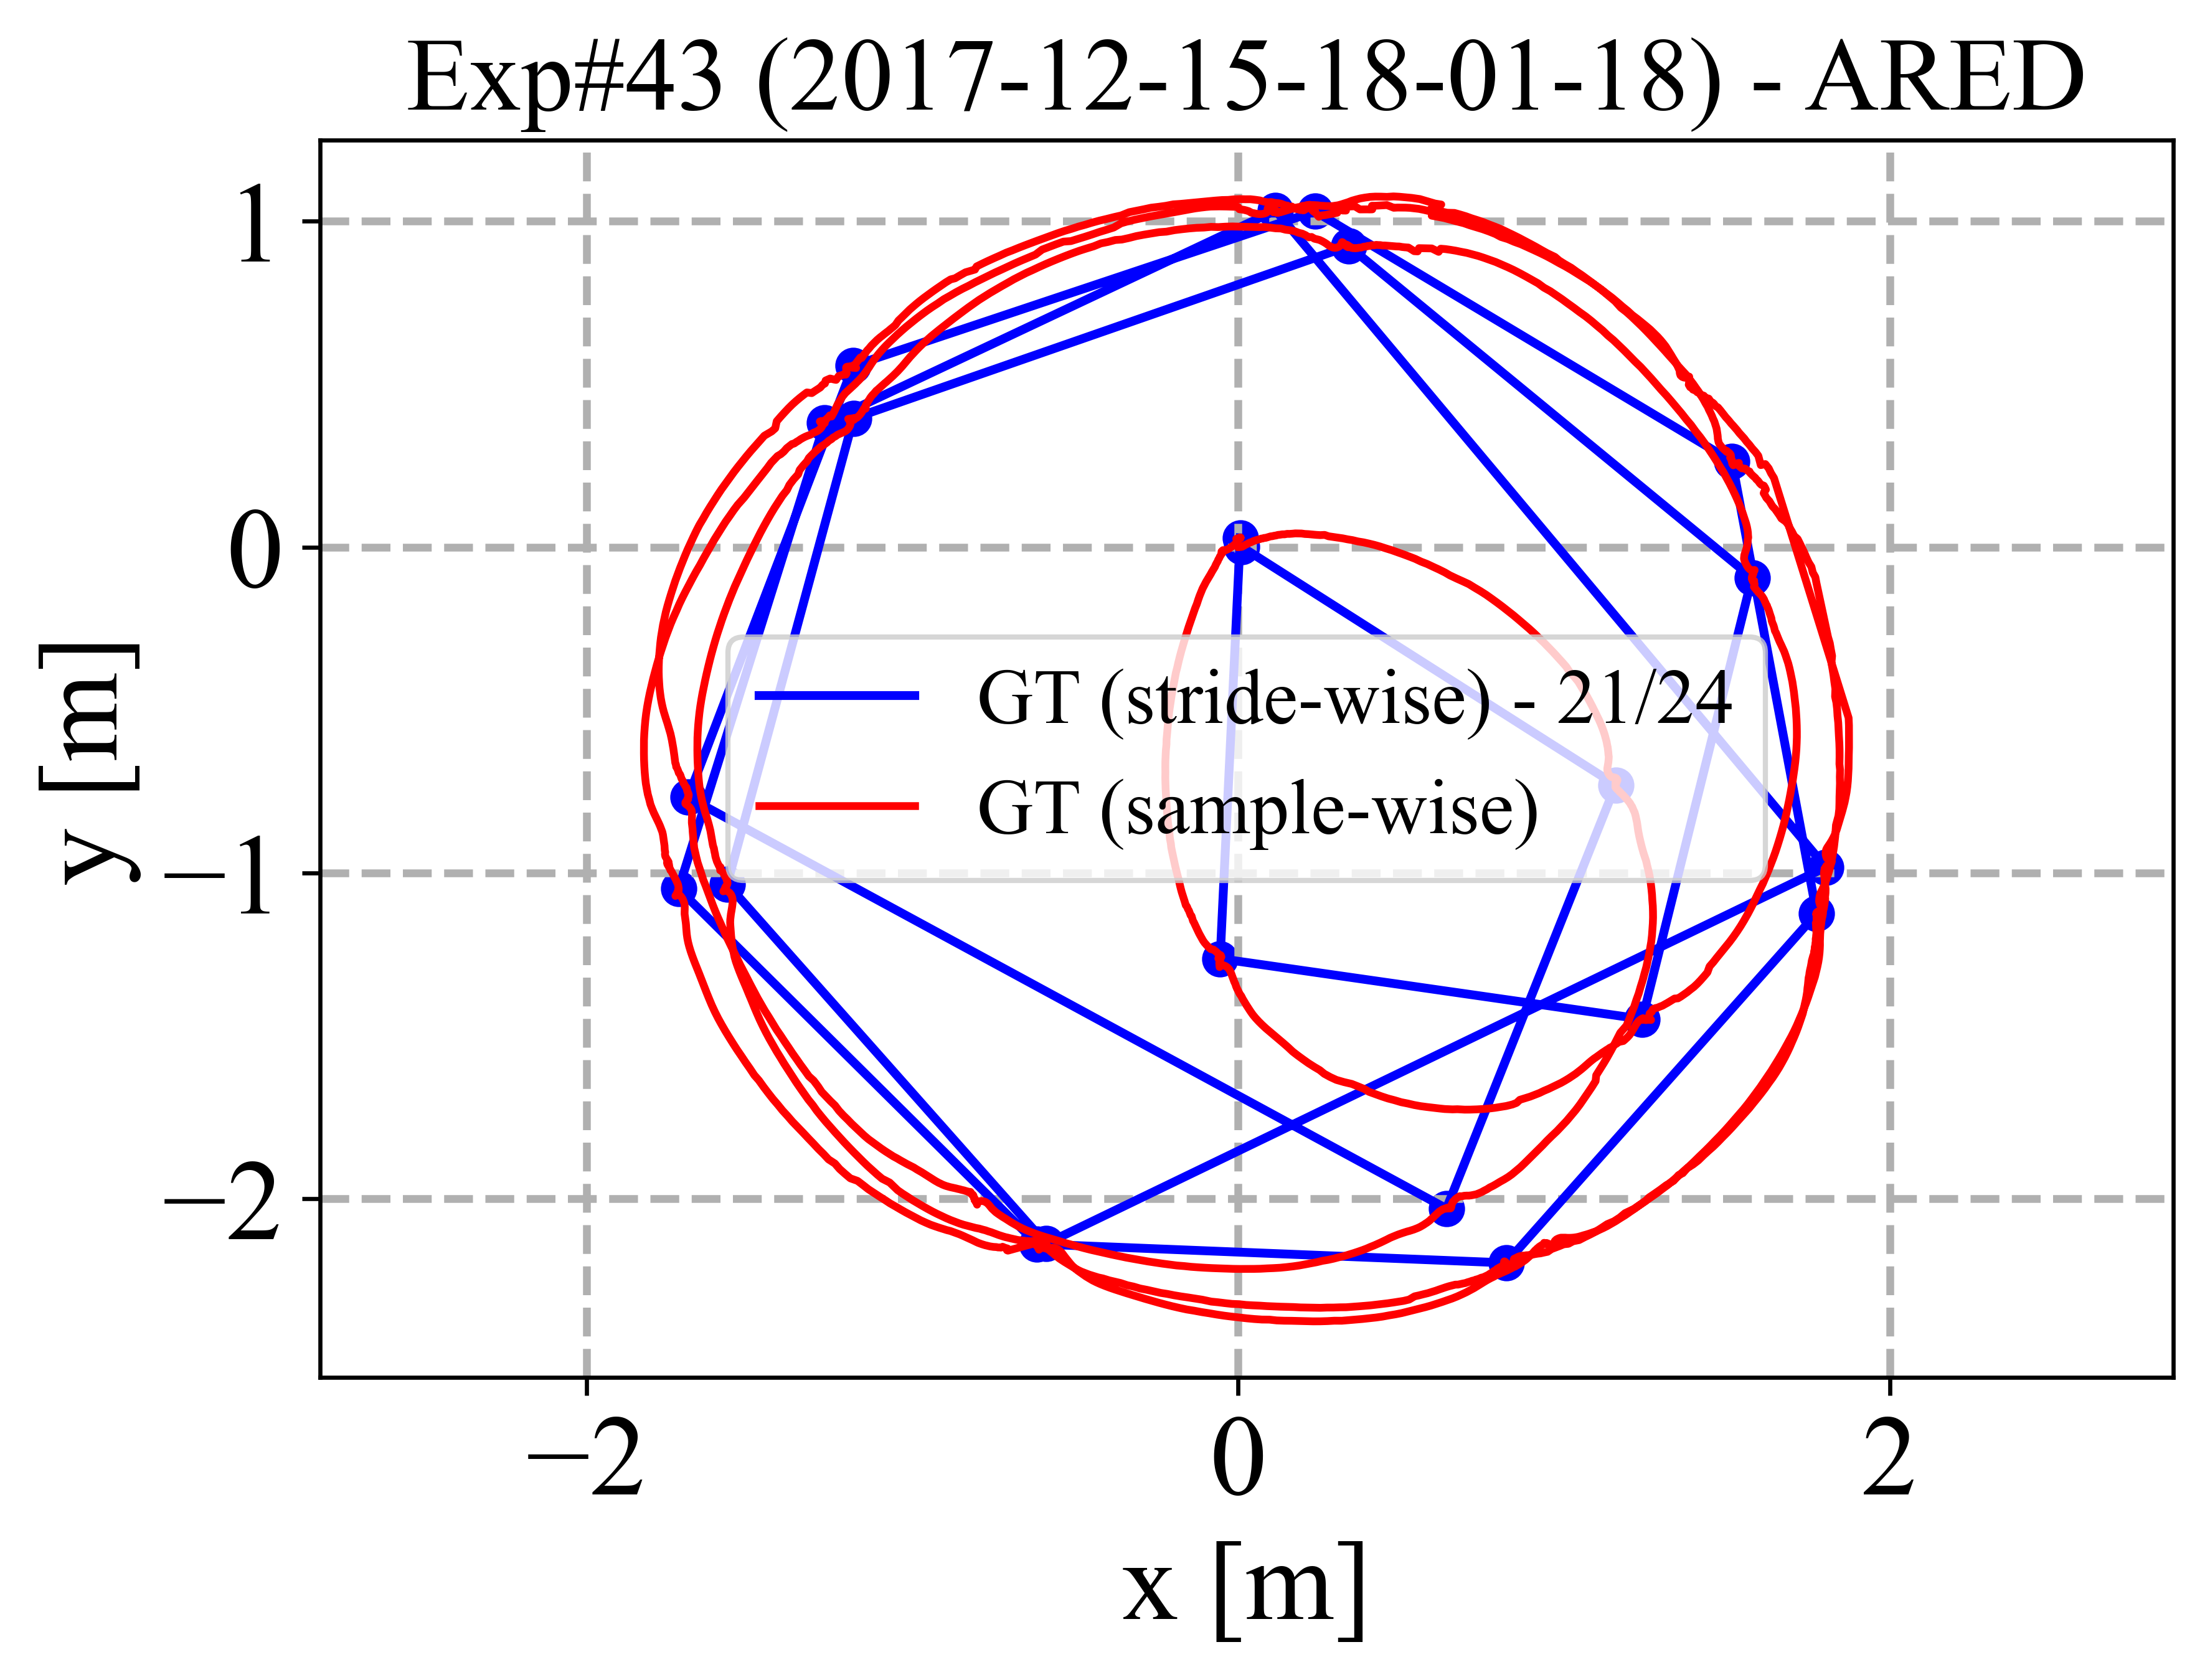 Exp#43 (2017-12-15-18-01-18) - ARED
1
0
−1
−2
y [m]
GT (stride-wise) - 21/24
GT (sample-wise)
−2 0 2
x [m]